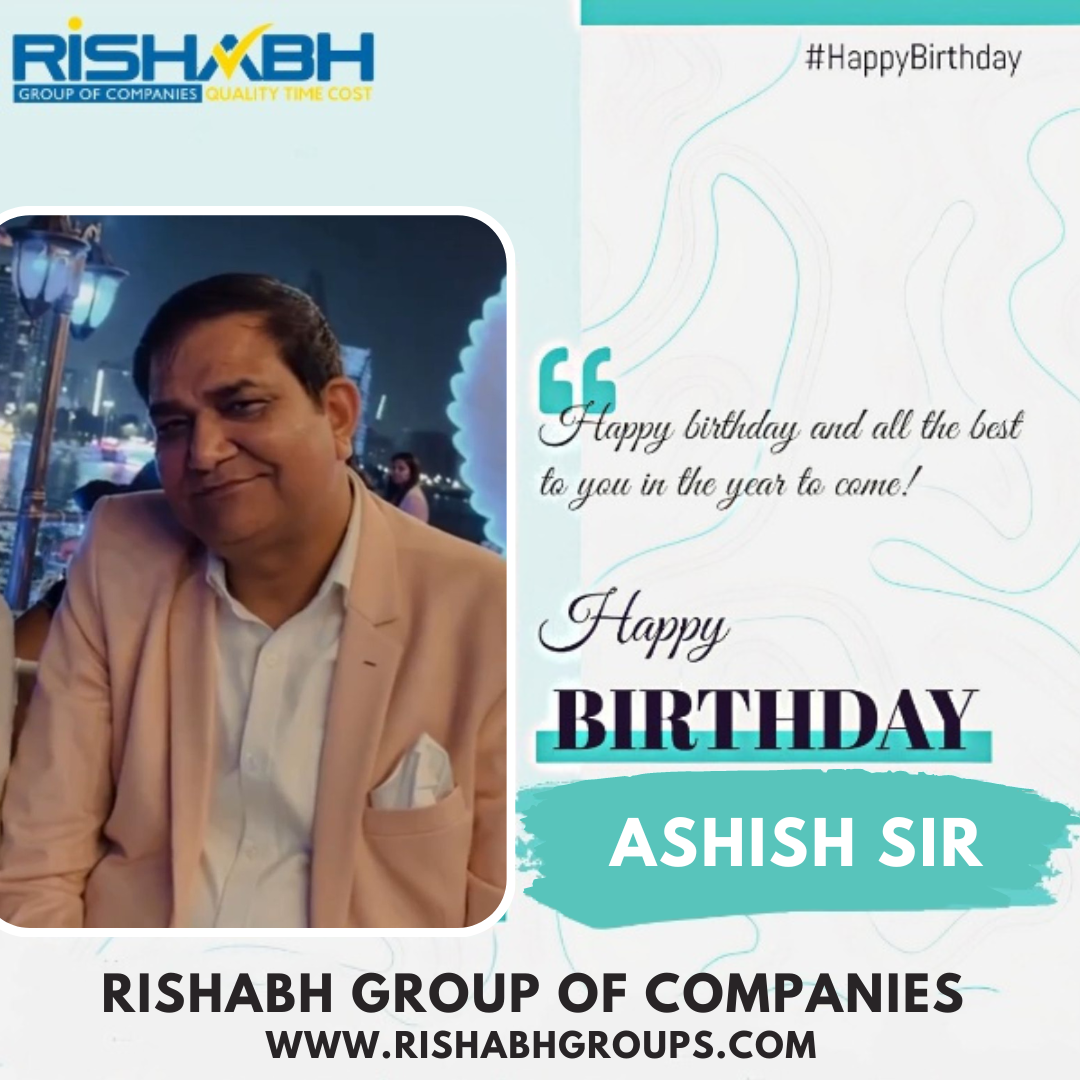 RiSHABH
GROUP OF COMPANIES QUALITY TIME COST
#HappyBirthday
“
Happy birthday and all the best
to you in the year to come!
Happy
BIRTHDAY
ASHISH SIR
RISHABH GROUP OF COMPANIES
WWW.RISHABHGROUPS.COM